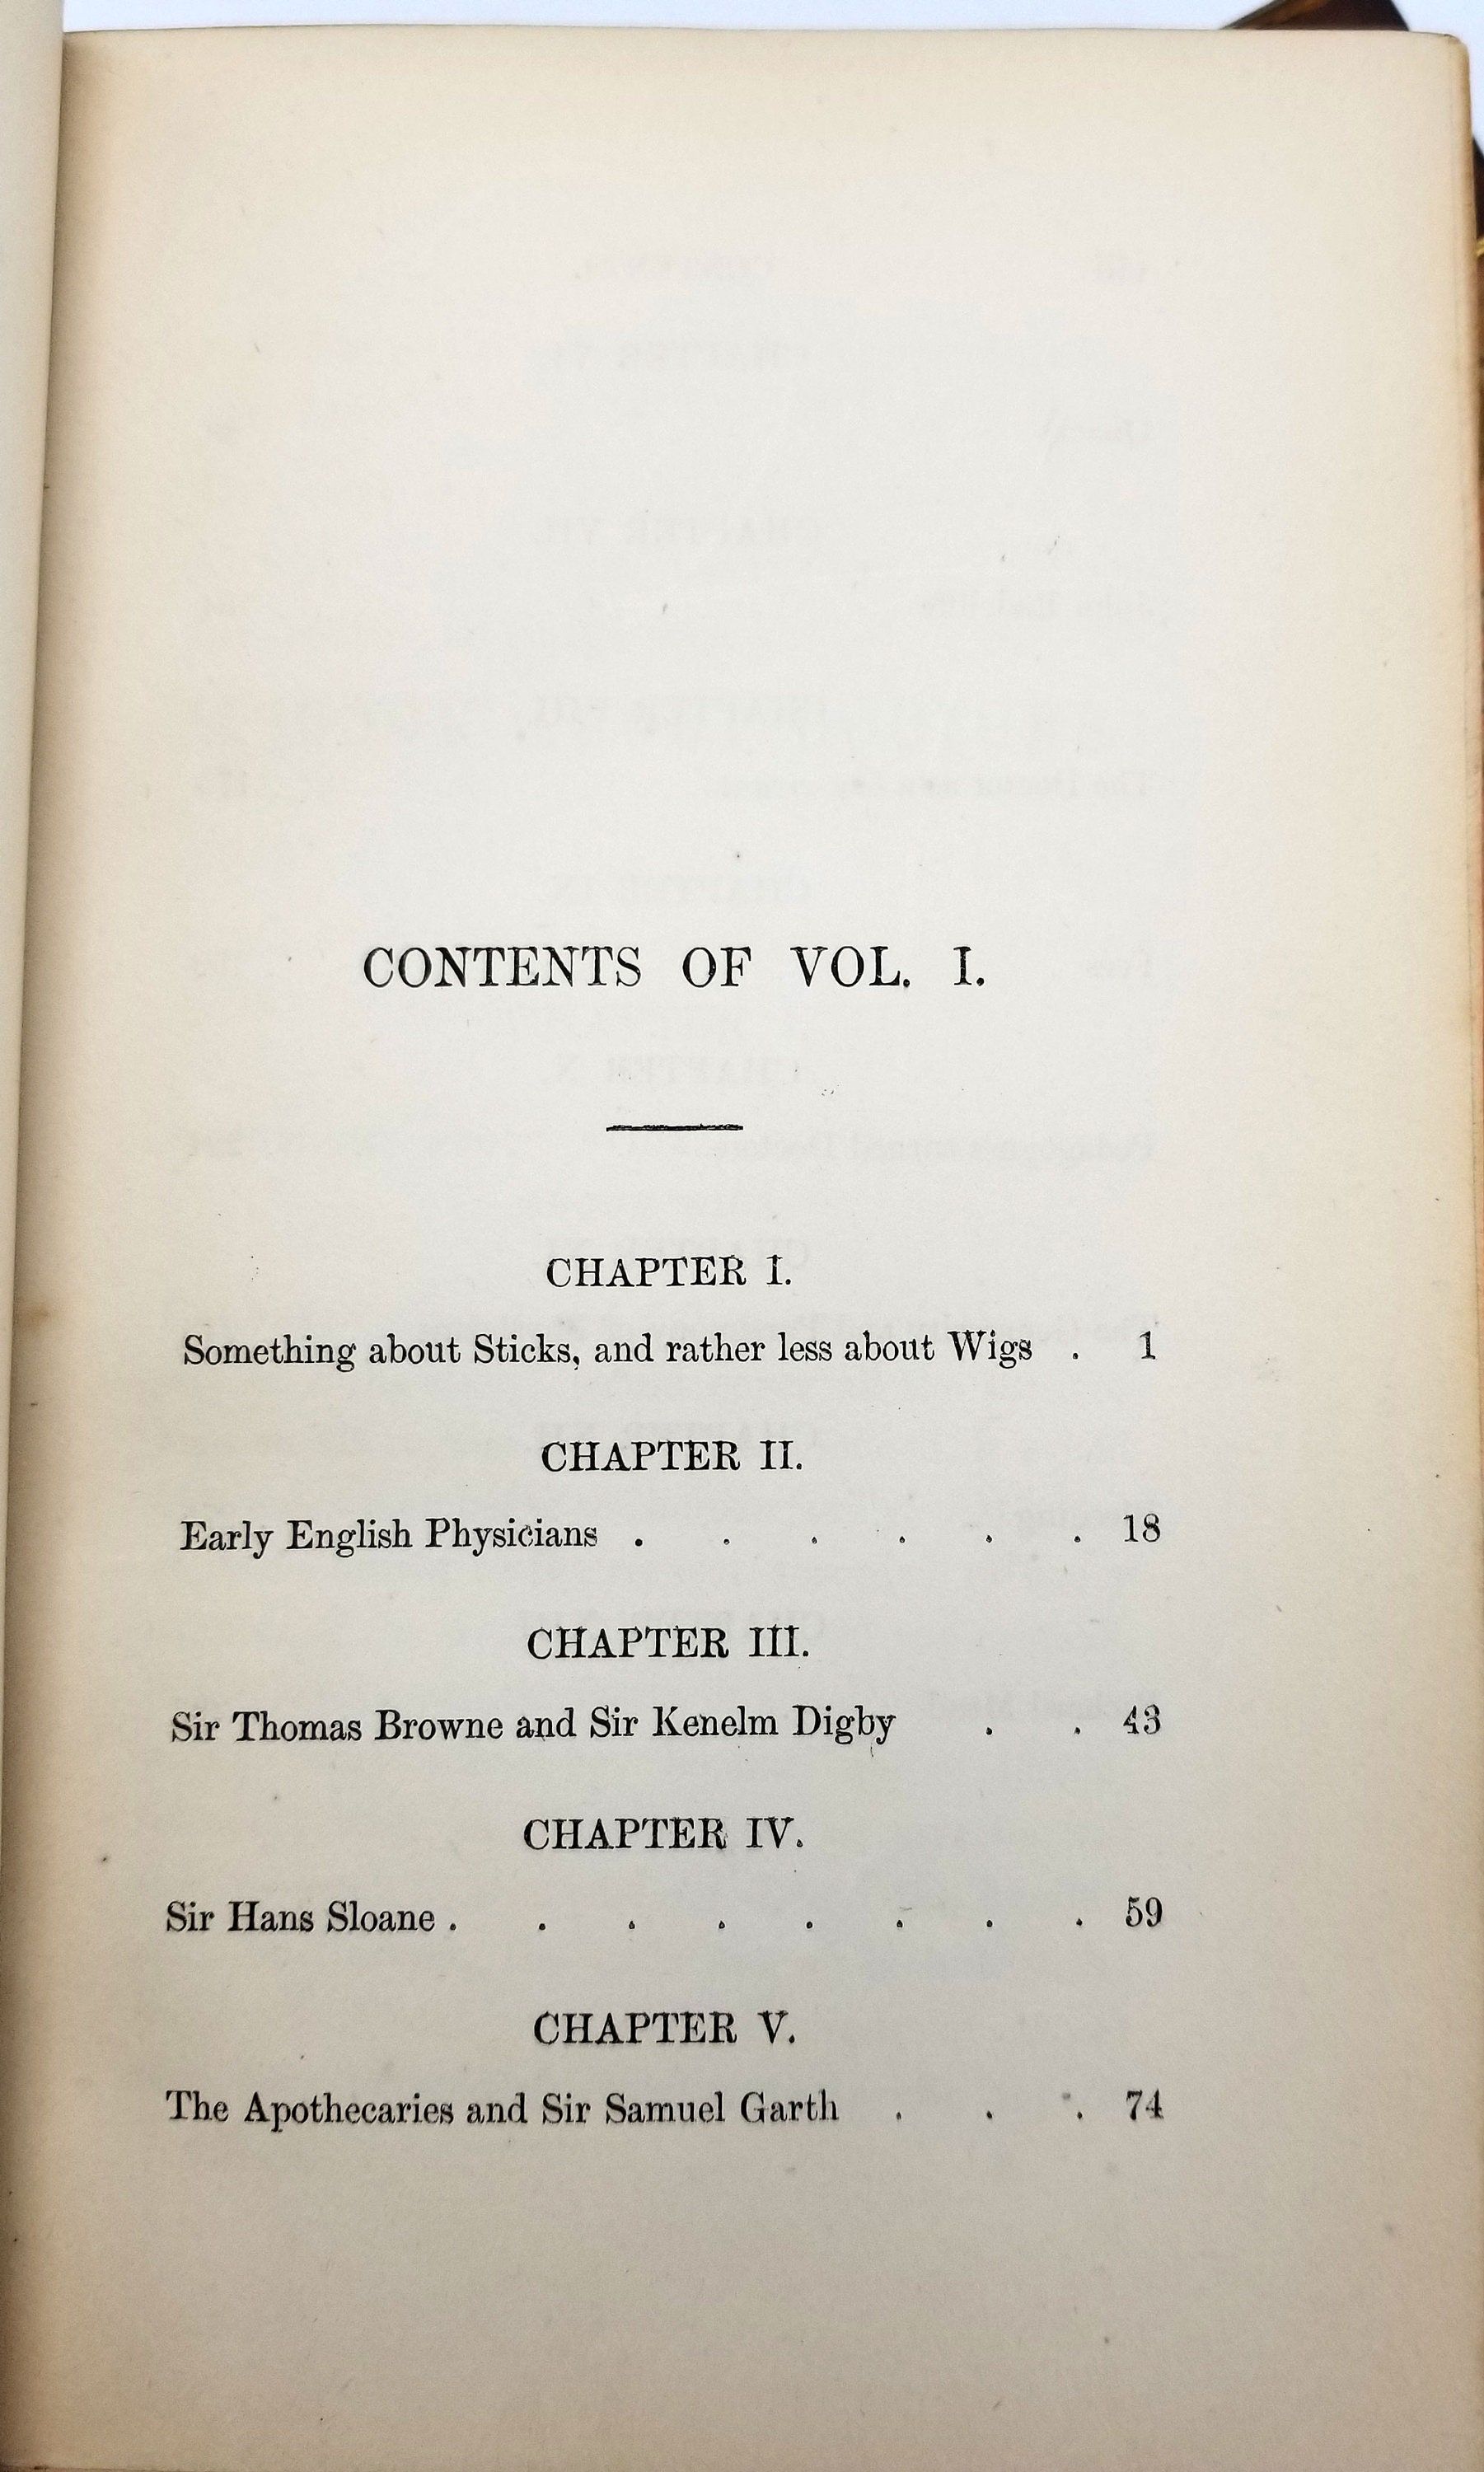 CONTENTS OF VOL. I.
CHAPTER I.
Something about Sticks, and rather less about Wigs . 1
CHAPTER II.
Early English Physicians . . . . . . 18
CHAPTER III.
Sir Thomas Browne and Sir Kenelm Digby . . 43
CHAPTER IV.
Sir Hans Sloane . . . . . . . . 59
CHAPTER V.
The Apothecaries and Sir Samuel Garth . . . 74